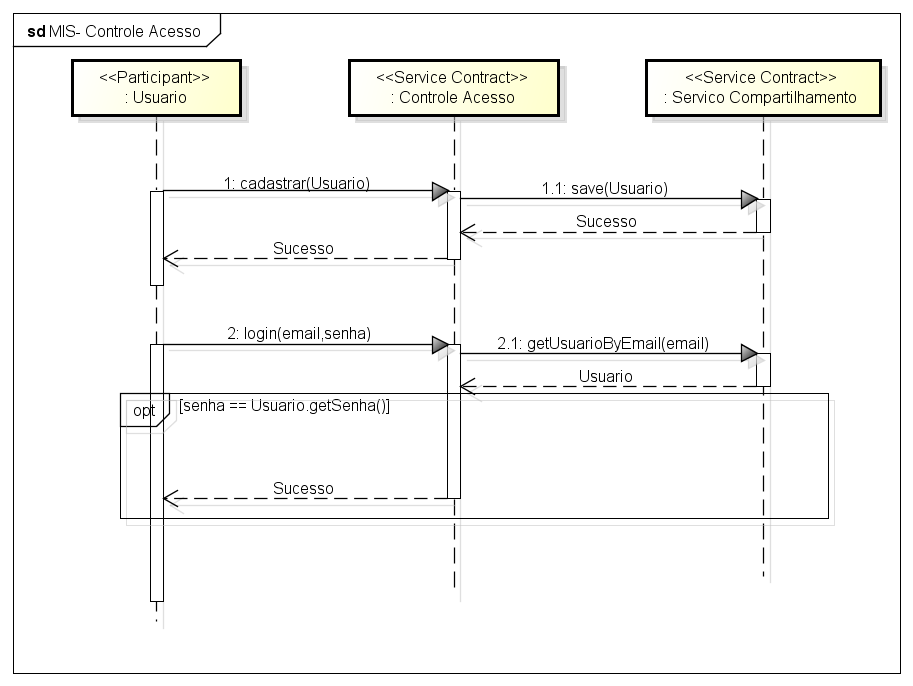 sd MIS- Controle Acesso
<<Participant>>
: Usuario
<<Service Contract>>
: Controle Acesso
<<Service Contract>>
: Servico Compartilhamento
1: cadastrar(Usuario)
1.1: save(Usuario)
Sucesso
Sucesso
2: login(email,senha)
2.1: getUsuarioByEmail(email)
Usuario
opt
[senha == Usuario.getSenha()]
Sucesso